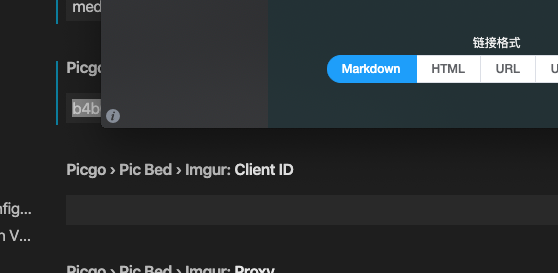 med
链接格式
Picgo
Markdown HTML URL U
b4b
i
Picgo › Pic Bed › Imgur: Client ID
nfig...
n V...
Picgo › Pic Bed › Imgur: Proxy